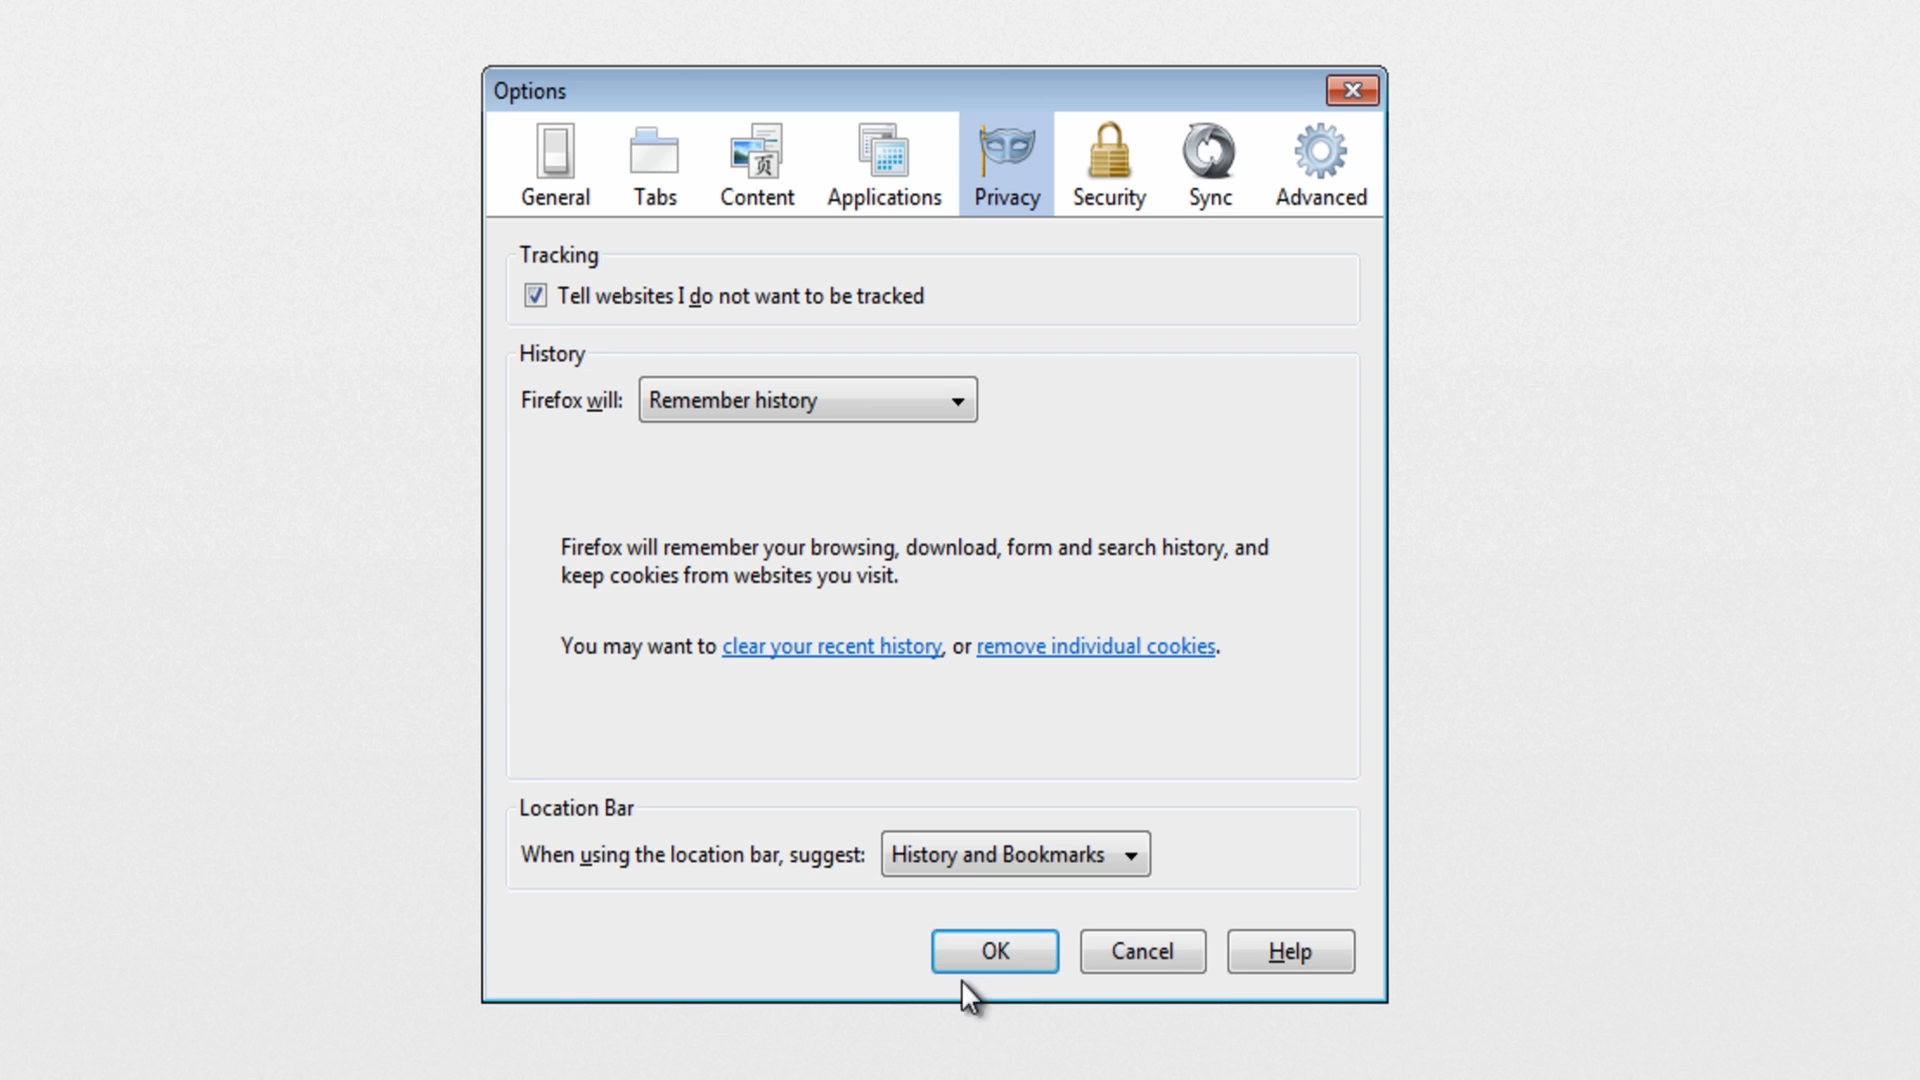 Options
页
General Tabs Content Applications Privacy Security Sync Advanced
Tracking
Tell websites I do not want to be tracked
History
Firefox will: Remember history
Firefox will remember your browsing, download, form and search history, and
keep cookies from websites you visit.
You may want to clear your recent history, or remove individual cookies.
Location Bar
When using the location bar, suggest: History and Bookmarks
OK Cancel Help